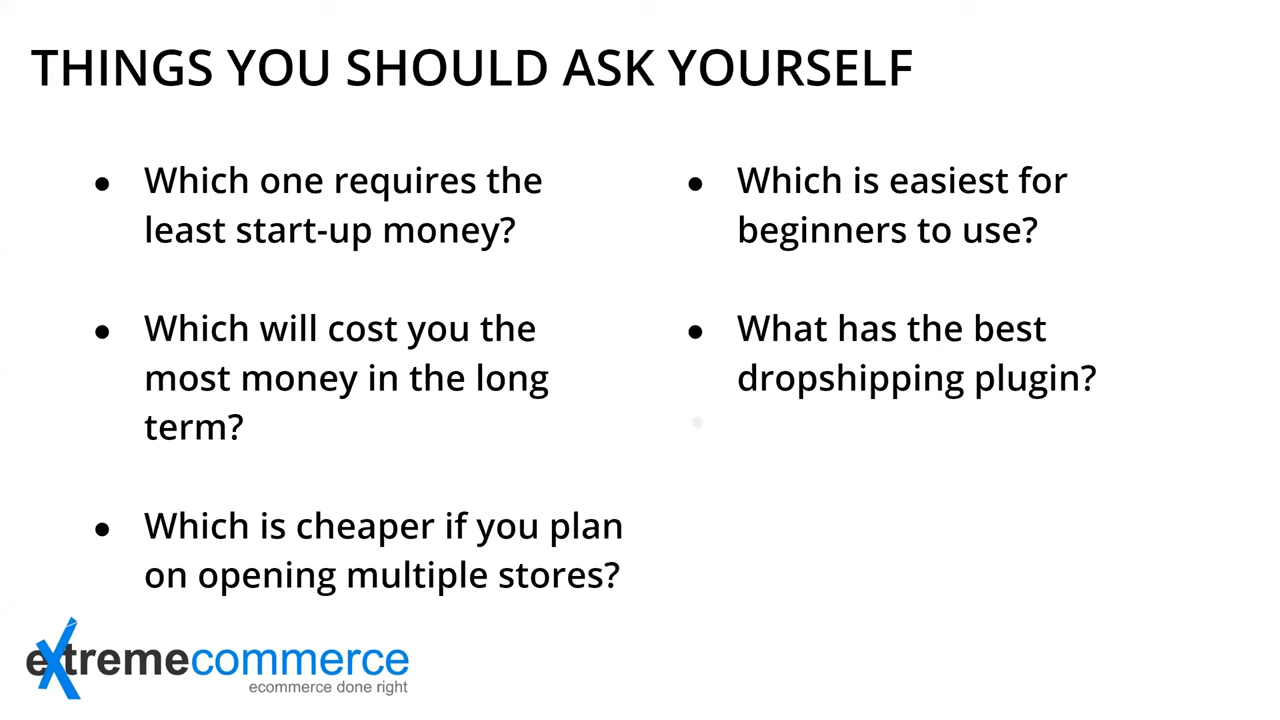 THINGS YOU SHOULD ASK YOURSELF
● Which one requires the
least start-up money?
● Which will cost you the
most money in the long
term?
● Which is cheaper if you plan
on opening multiple stores?
● Which is easiest for
beginners to use?
● What has the best
dropshipping plugin?
extremecommerce
ecommerce done right